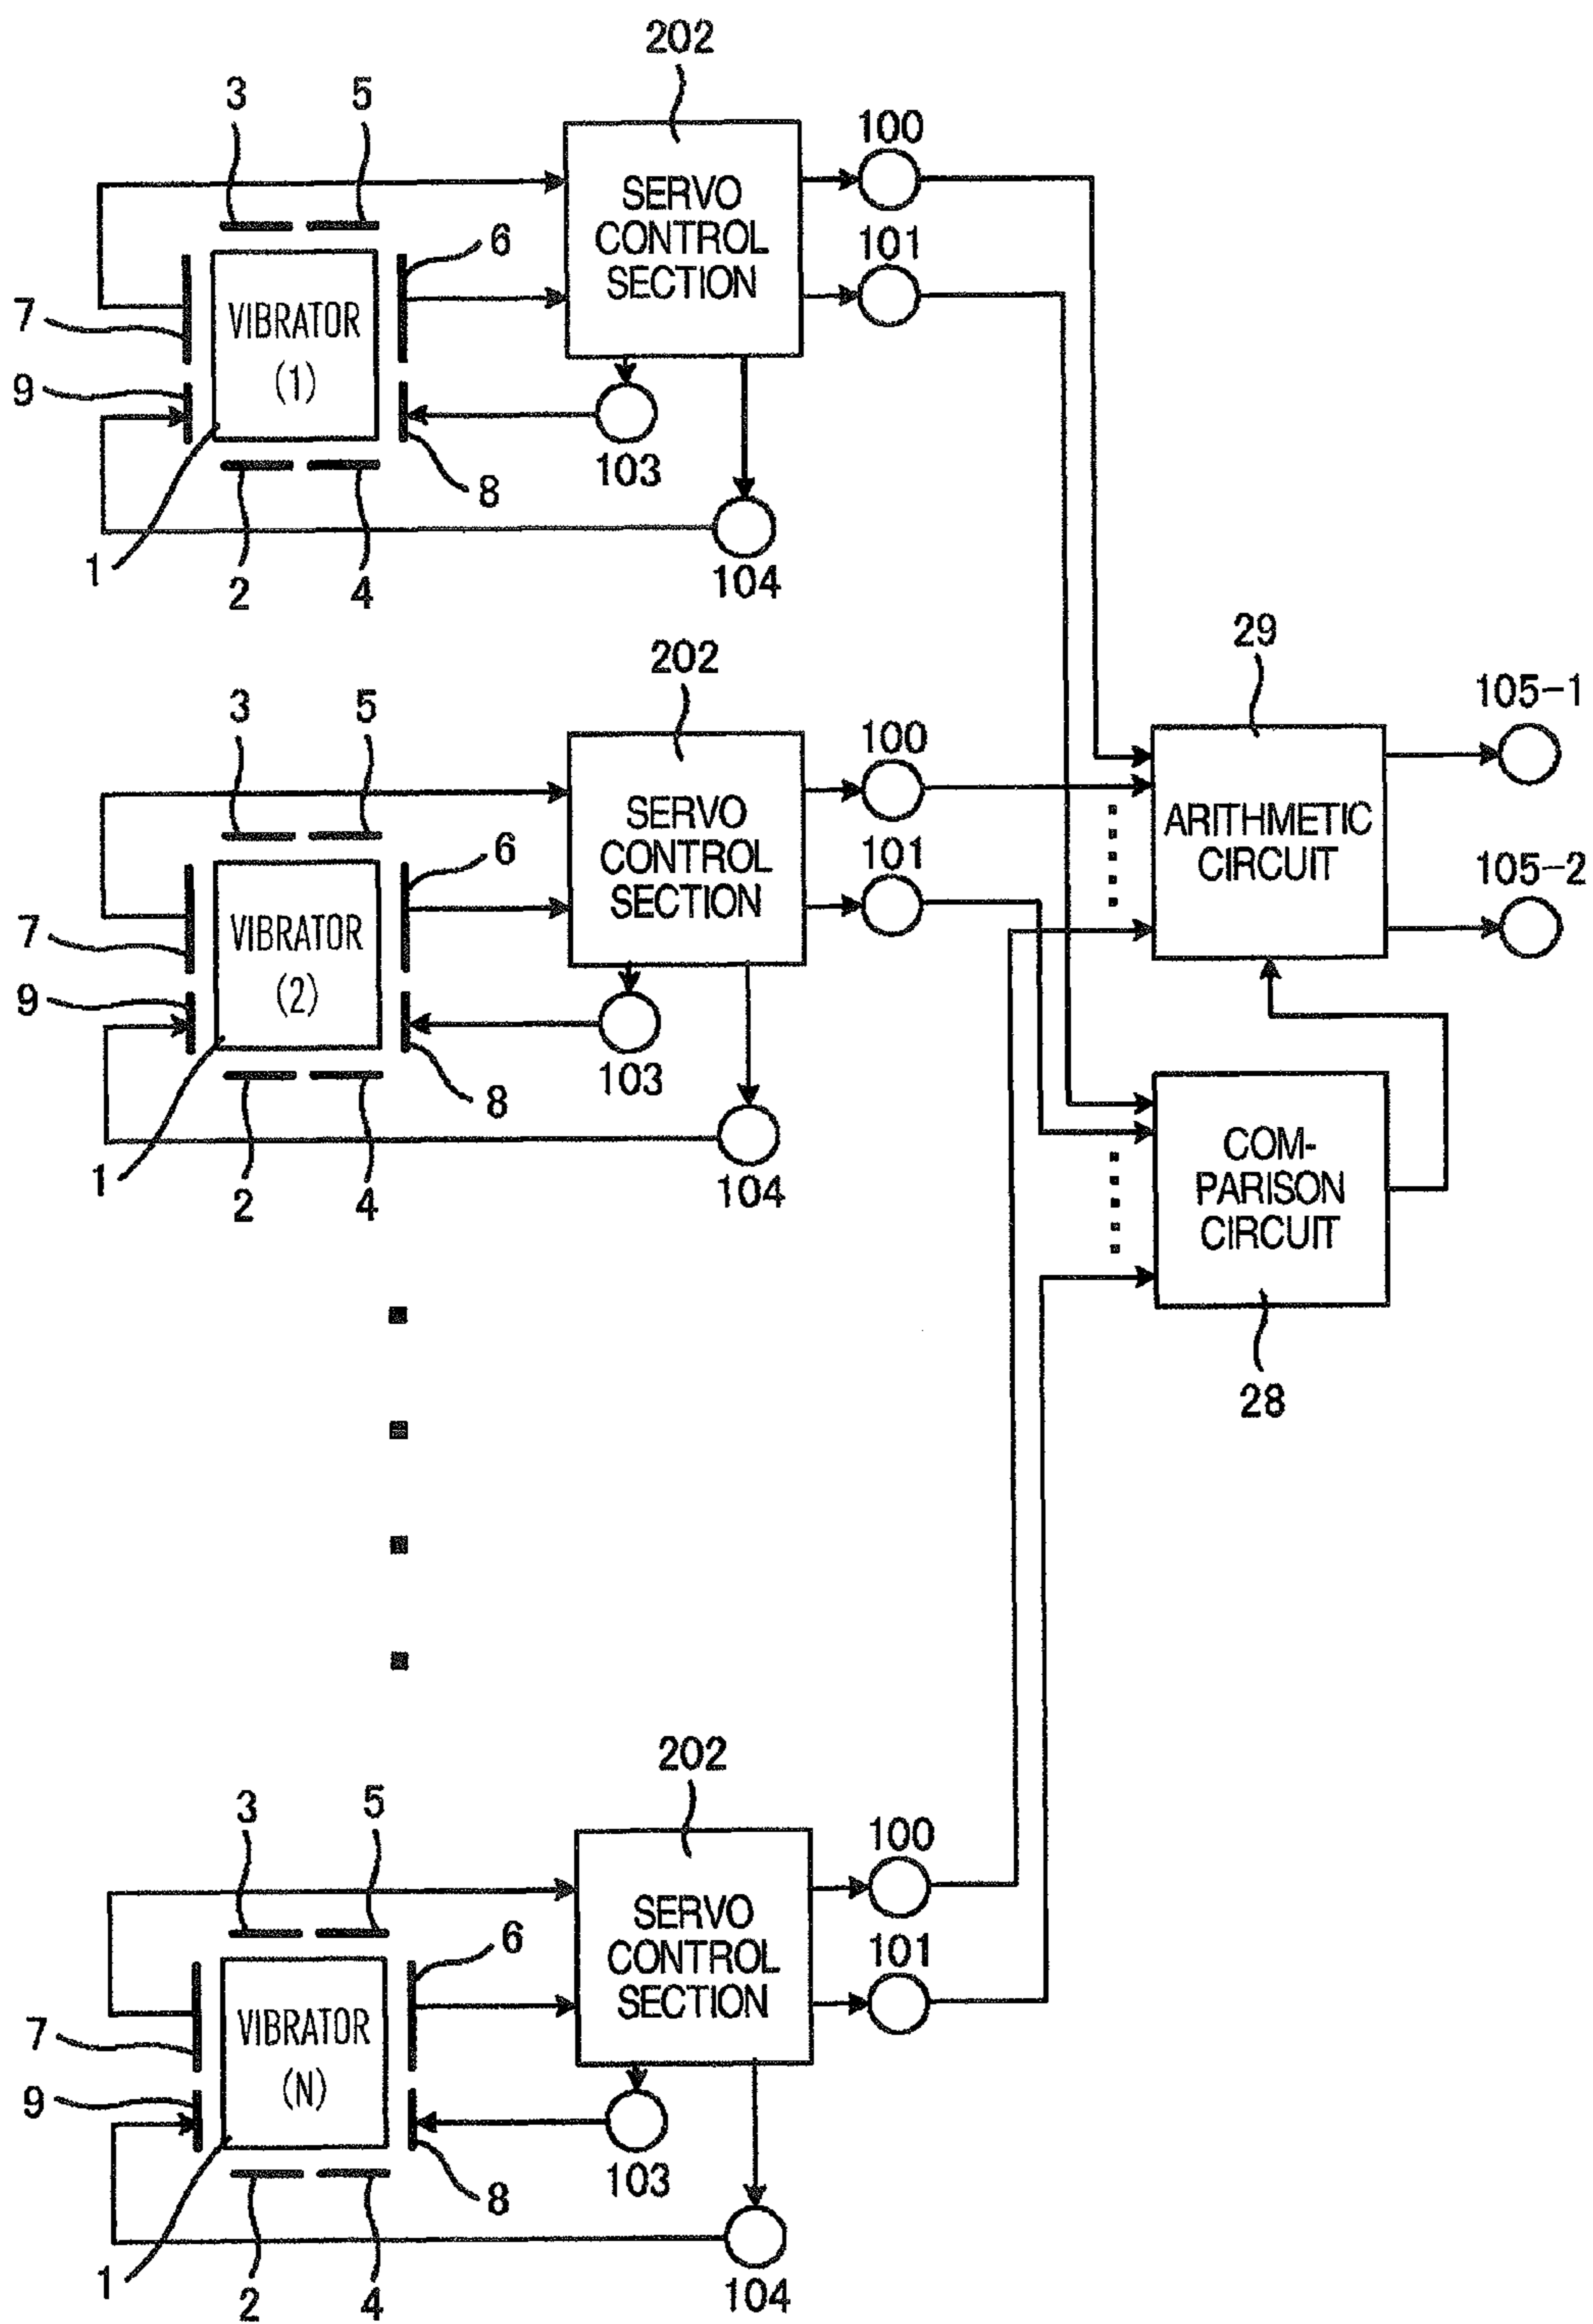 202
3 5
100
SERVO
CONTROL
SECTION
6
101
7
VIBRATOR
(1)
9
103
8
1
2 4
104
202
29
105-1
3 5
100
SERVO
CONTROL
SECTION
6
101
ARITHMETIC
CIRCUIT
105-2
7
VIBRATOR
(2)
9
103
8
1
2 4
104
COM-
PARISON
CIRCUIT
28
202
3 5
100
SERVO
CONTROL
SECTION
6
101
7
VIBRATOR
(N)
9
103
8
1
2 4
104